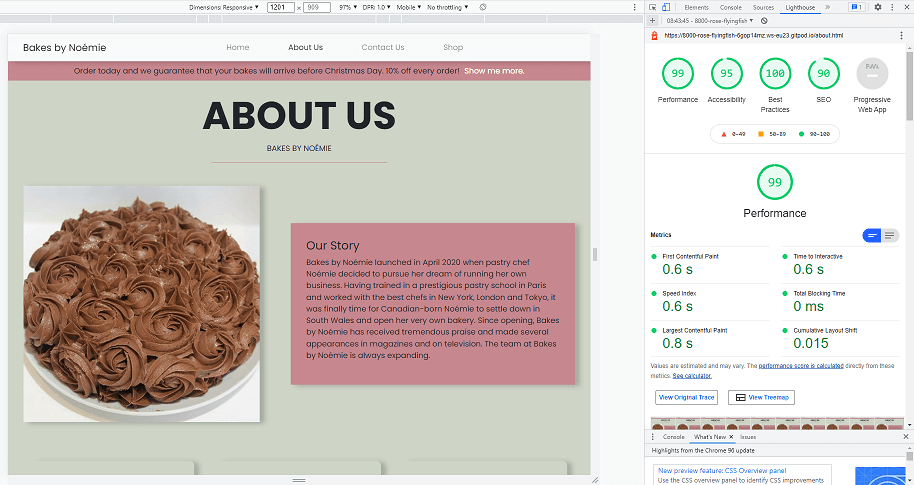 Dimensions: Responsive ▼ 1201 × 909 97% ▼ DPR: 1.0 ▼ Mobile ▼ No throttling ▼
Elements Console Sources Lighthouse » 1
+ 08:43:45 - 8000-rose-flyingfish ▼
https://8000-rose-flyingfish-6gop14mz.ws-eu23.gitpod.io/about.html
Bakes by Noémie Home About Us Contact Us Shop
Order today and we guarantee that your bakes will arrive before Christmas Day. 10% off every order! Show me more.
ABOUT US
BAKES BY NOÉMIE
Our Story
Bakes by Noémie launched in April 2020 when pastry chef
Noémie decided to pursue her dream of running her own
business. Having trained in a prestigious pastry school in Paris
and worked with the best chefs in New York, London and Tokyo, it
was finally time for Canadian-born Noémie to settle down in
South Wales and open her very own bakery. Since opening, Bakes
by Noémie has received tremendous praise and made several
appearances in magazines and on television. The team at Bakes
by Noémie is always expanding.
99 95 100 90 PWA
Performance Accessibility Best Practices SEO Progressive Web App
0-49 50-89 90-100
99
Performance
Metrics
First Contentful Paint Time to Interactive
0.6 s 0.6 s
Speed Index Total Blocking Time
0.6 s 0 ms
Largest Contentful Paint Cumulative Layout Shift
0.8 s 0.015
Values are estimated and may vary. The performance score is calculated directly from these
metrics. See calculator.
View Original Trace View Treemap
Console What's New × Issues
Highlights from the Chrome 96 update
New preview feature: CSS Overview panel
Use the CSS overview panel to identify CSS improvements